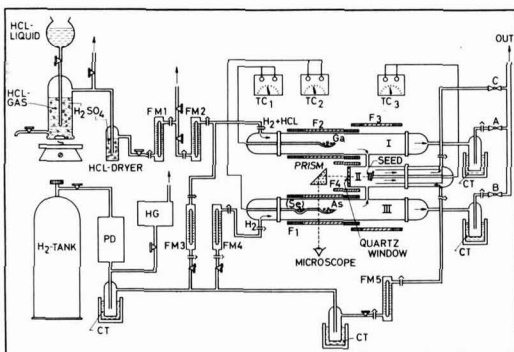 HCL-
LIQUID
HCL-
GAS
H₂SO₄
HCL-DRYER
FM1
FM2
TC₁
TC₂
TC₃
OUT
C
A
B
H₂+HCL
F2
F3
Ga
I
PRISM
II
SEED
F4
CT
(Se)
As
III
H₂
F1
QUARTZ
WINDOW
MICROSCOPE
CT
H₂-TANK
PD
HG
FM3
FM4
FM5
CT
CT